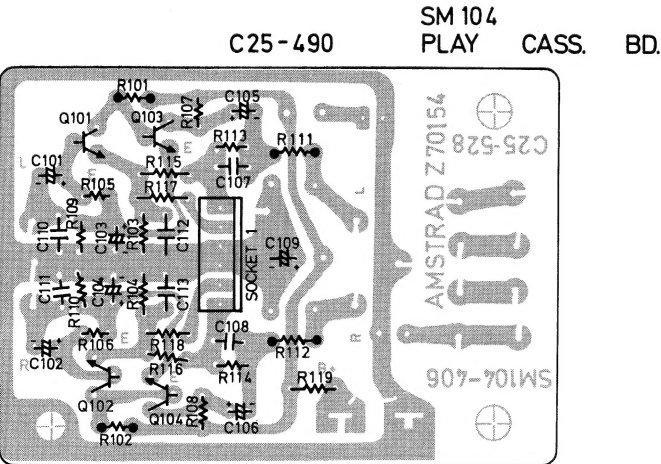 SM 104
C25-490 PLAY CASS. BD.
R101
Q101
Q103
R107
C105
R113
R111
C101
R115
R117
C107
R105
R109
C110
C103
R103
C112
C109
SOCKET 1
C111
R110
C104
R104
C113
C102
R106
R118
R116
C108
R112
R114
R119
Q102
Q104
R108
C106
R102
L
E
E
L
E
E
R
R
B+
AMSTRAD Z70154
C25-528
SM104-406